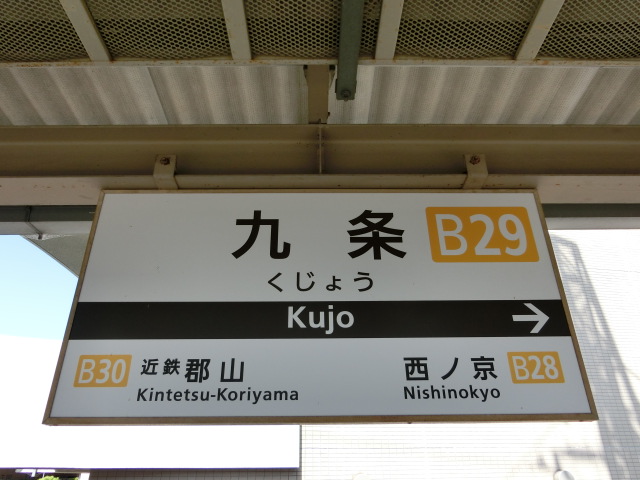 九条 B29
くじょう
Kujo
B30 近鉄郡山 西ノ京 B28
Kintetsu-Koriyama Nishinokyo